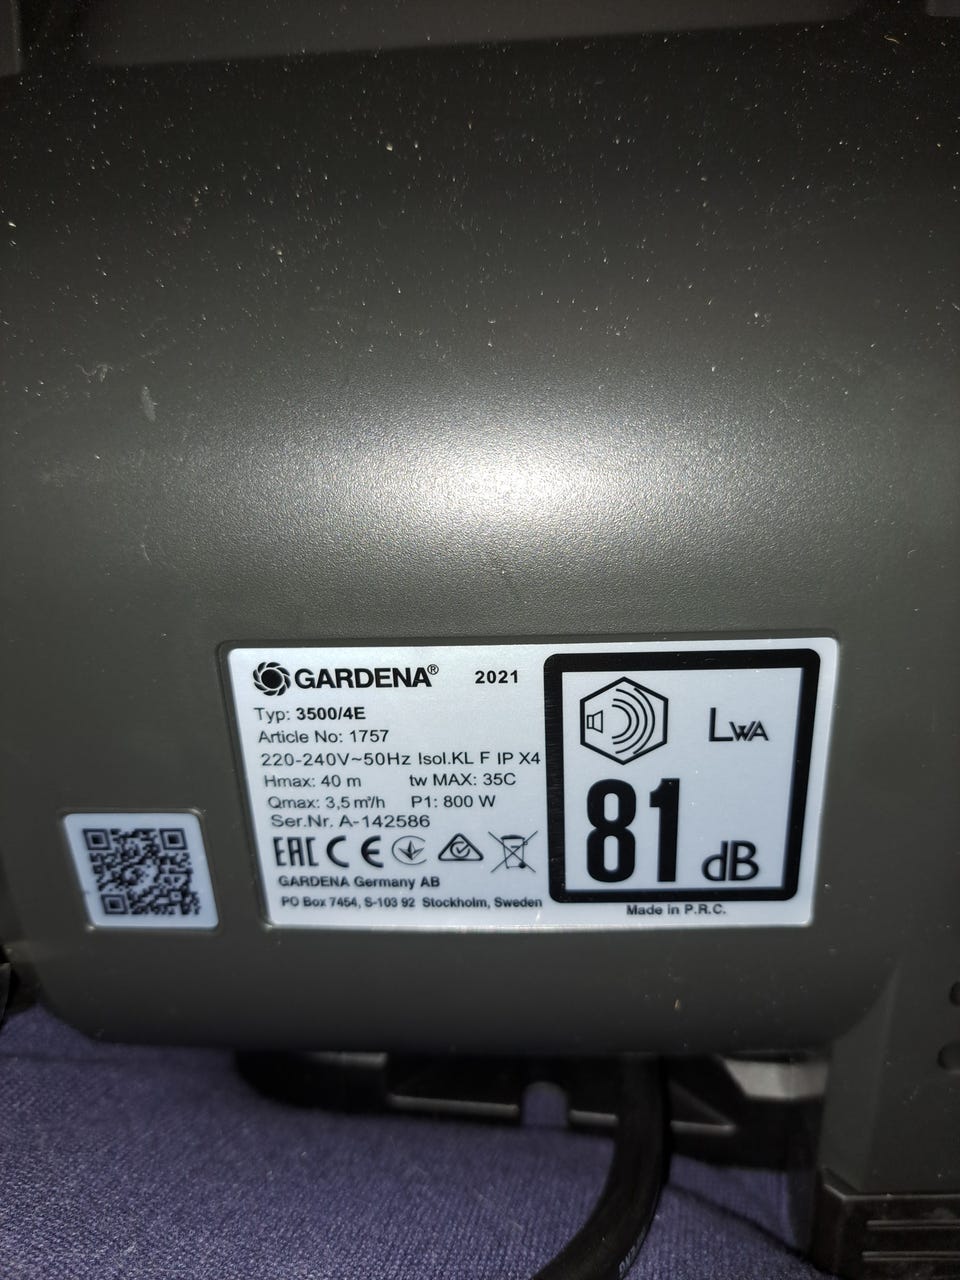 GARDENA® 2021
Typ: 3500/4E
Article No: 1757
220-240V~50Hz Isol.KL F IP X4
Hmax: 40 m tw MAX: 35C
Qmax: 3,5 m³/h P1: 800 W
Ser.Nr. A-142586
EAC CE
GARDENA Germany AB
PO Box 7454, S-103 92 Stockholm, Sweden
LWA
81 dB
Made in P.R.C.